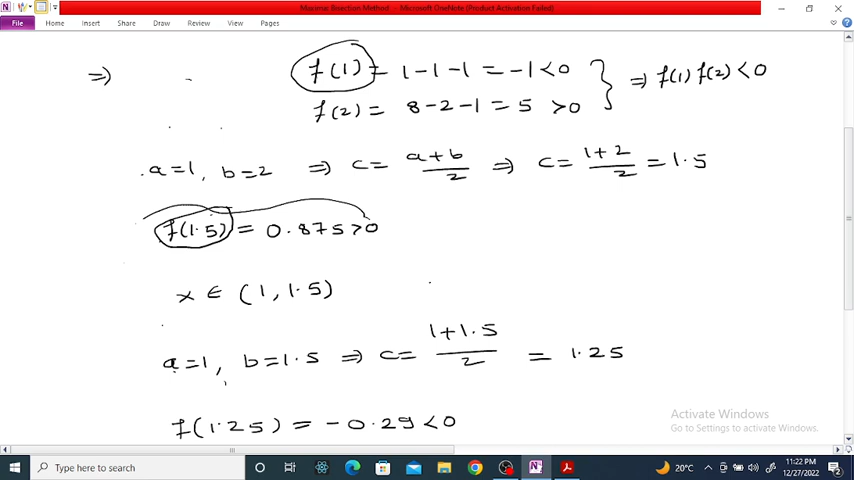 Maximie Bisection Method - Microsoft OneNote (Product Activation Failed)
File Home Insert Draw Review View Pages
⇒ f(1) = 1-1-1 = -1 < 0
f(2) = 8-2-1 = 5 > 0 } ⇒ f(1) f(2) < 0
a=1, b=2 ⇒ c= a+b/2 ⇒ c= 1+2/2 = 1.5
f(1.5) = 0.875 > 0
x ∈ (1, 1.5)
a=1, b=1.5 ⇒ c= 1+1.5/2 = 1.25
f(1.25) = -0.29 < 0
Activate Windows
Go to Settings to activate Windows.
Type here to search
20°C
11:22 PM
12/27/2022
2